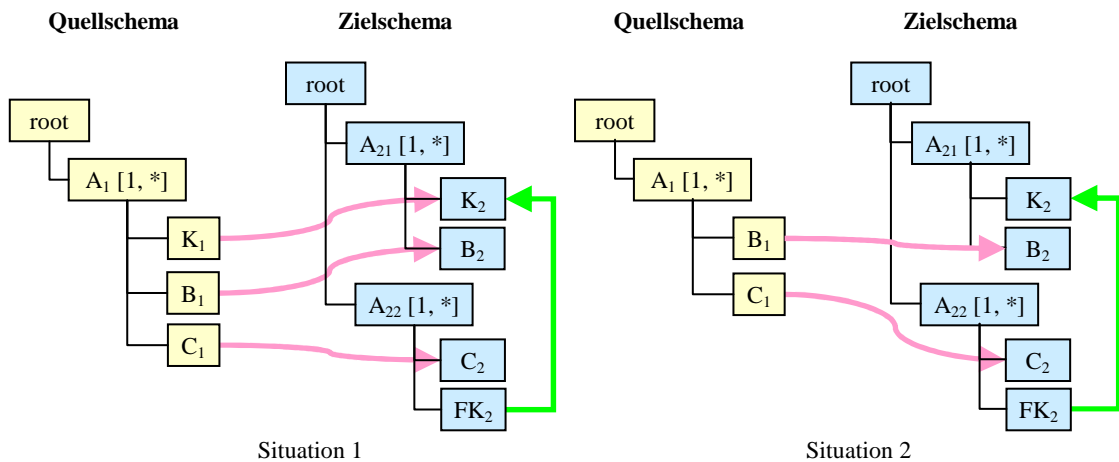 Quellschema Zielschema Quellschema Zielschema
root root
root root
A₂₁ [1, *] A₂₁ [1, *]
A₁ [1, *] A₁ [1, *]
K₂ K₂
K₁ B₁
B₂ B₂
B₁ C₁
A₂₂ [1, *] A₂₂ [1, *]
C₁
C₂ C₂
FK₂ FK₂
Situation 1 Situation 2